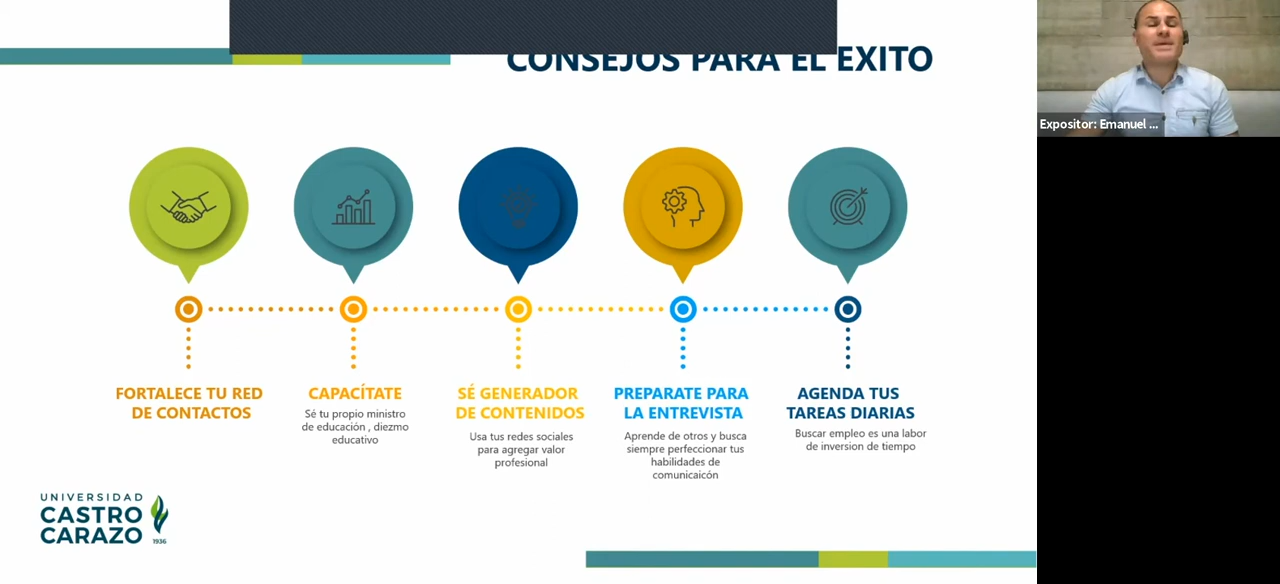 CONSEJOS PARA EL EXITO
Expositor: Emanuel ...
FORTALECE TU RED
DE CONTACTOS
CAPACÍTATE
Sé tu propio ministro
de educación , diezmo
educativo
SÉ GENERADOR
DE CONTENIDOS
Usa tus redes sociales
para agregar valor
profesional
PREPARATE PARA
LA ENTREVISTA
Aprende de otros y busca
siempre perfeccionar tus
habilidades de
comunicaicón
AGENDA TUS
TAREAS DIARIAS
Buscar empleo es una labor
de inversion de tiempo
UNIVERSIDAD
CASTRO
CARAZO
1936